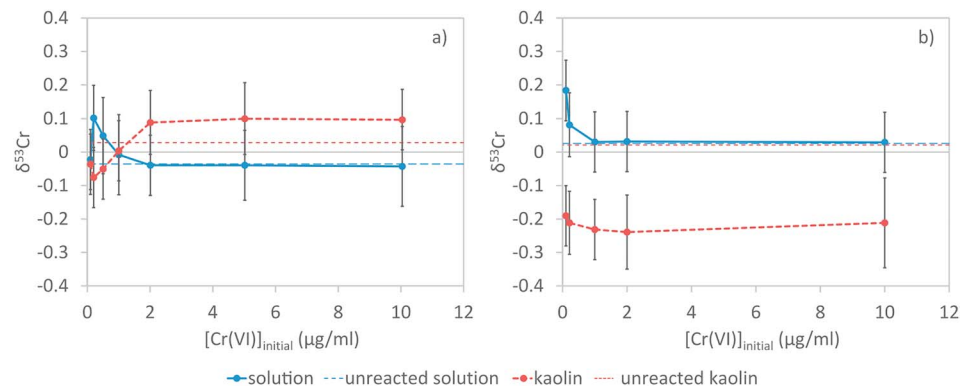 0.4
0.3
0.2
0.1
0
-0.1
-0.2
-0.3
-0.4
δ53Cr
a)
0 2 4 6 8 10 12
[Cr(VI)]initial (µg/ml)
0.4
0.3
0.2
0.1
0
-0.1
-0.2
-0.3
-0.4
δ53Cr
b)
0 2 4 6 8 10 12
[Cr(VI)]initial (µg/ml)
solution unreacted solution kaolin unreacted kaolin